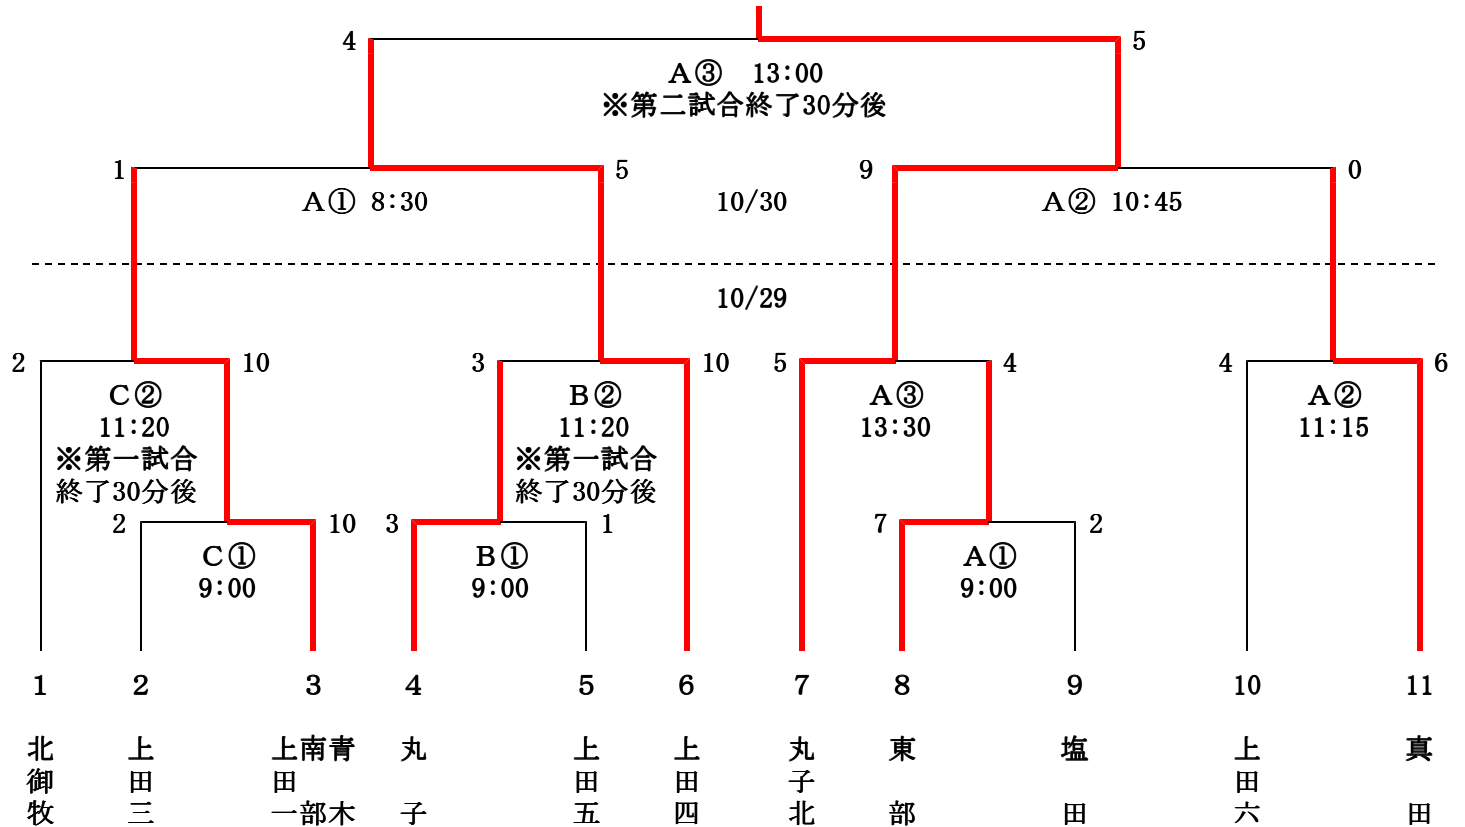 4
5
A③ 13:00
※第二試合終了30分後
1
5
9
0
A① 8:30
10/30
A② 10:45
10/29
2
10
3
10
5
4
4
6
C②
11:20
※第一試合
終了30分後
B②
11:20
※第一試合
終了30分後
A③
13:30
A②
11:15
2
10
3
1
7
2
C①
9:00
B①
9:00
A①
9:00
1
2
3
4
5
6
7
8
9
10
11
北御牧
上田三
青木
南部
上田一
丸子
上田五
上田四
丸子北
東部
塩田
上田六
真田